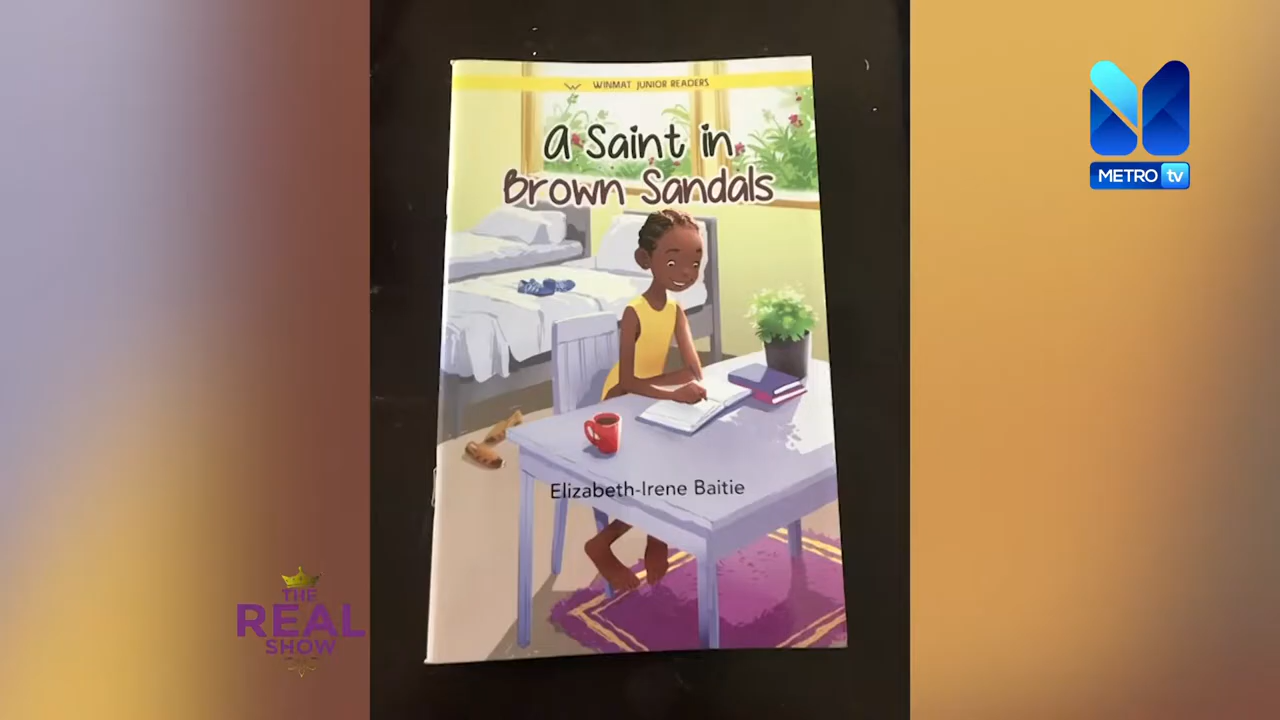 WINMAT JUNIOR READERS
A Saint in
Brown Sandals
Elizabeth-Irene Baitie
METRO tv
THE
REAL
SHOW